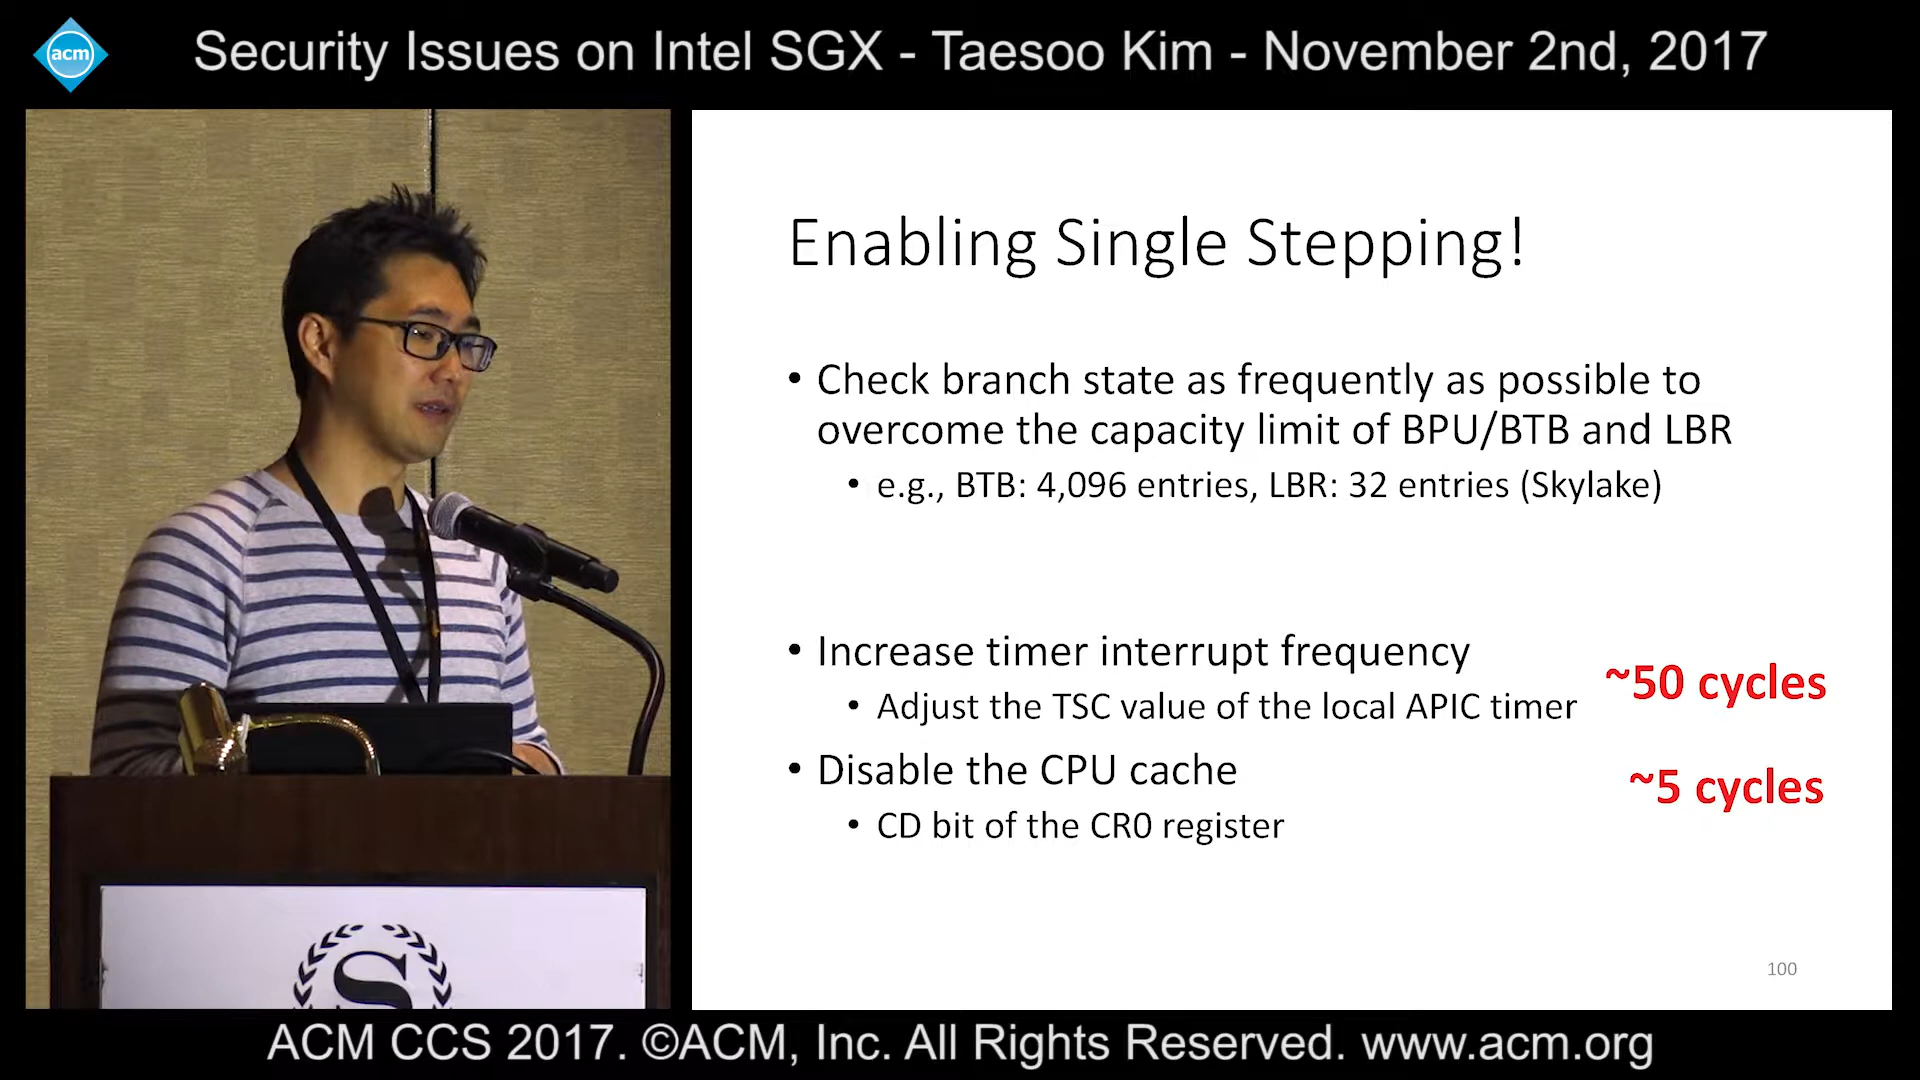 acm
Security Issues on Intel SGX - Taesoo Kim - November 2nd, 2017
Enabling Single Stepping!
• Check branch state as frequently as possible to
overcome the capacity limit of BPU/BTB and LBR
• e.g., BTB: 4,096 entries, LBR: 32 entries (Skylake)
• Increase timer interrupt frequency
• Adjust the TSC value of the local APIC timer
~50 cycles
• Disable the CPU cache
~5 cycles
• CD bit of the CR0 register
100
S
ACM CCS 2017. ©ACM, Inc. All Rights Reserved. www.acm.org